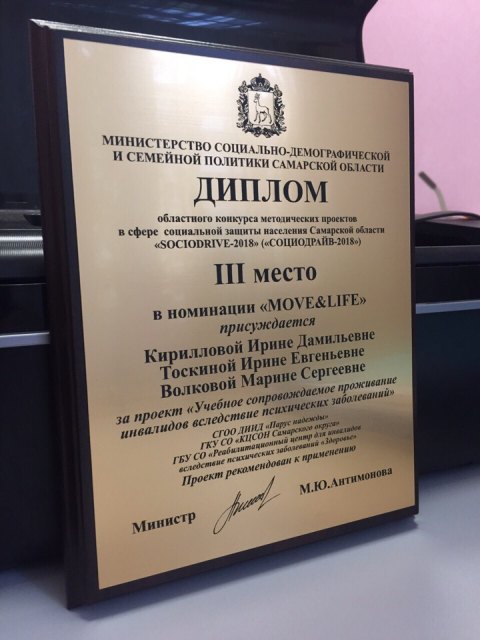 МИНИСТЕРСТВО СОЦИАЛЬНО-ДЕМОГРАФИЧЕСКОЙ
И СЕМЕЙНОЙ ПОЛИТИКИ САМАРСКОЙ ОБЛАСТИ
ДИПЛОМ
областного конкурса методических проектов
в сфере социальной защиты населения Самарской области
«SOCIODRIVE-2018» («СОЦИОДРАЙВ-2018»)
III место
в номинации «MOVE&LIFE»
присуждается
Кирилловой Ирине Дамильевне
Тоскиной Ирине Евгеньевне
Волковой Марине Сергеевне
за проект «Учебное сопровождаемое проживание
инвалидов вследствие психических заболеваний»
СГОО ДИИД «Парус надежды»
ГКУ СО «КЦСОН Самарского округа»
ГБУ СО «Реабилитационный центр для инвалидов
вследствие психических заболеваний «Здоровье»
Проект рекомендован к применению
Министр М.Ю.Антимонова